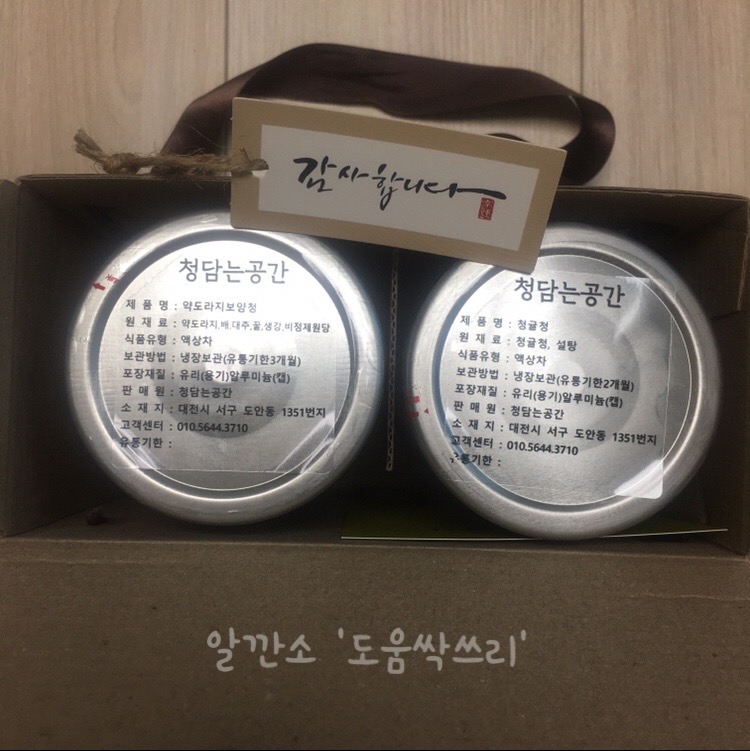 감사합니다
청담는공간
제 품 명 : 약도라지보양청
원 재 료 : 약도라지,배,대추,꿀,생강,비정제원당
식품유형 : 액상차
보관방법 : 냉장보관(유통기한3개월)
포장재질 : 유리(용기)알루미늄(캡)
판 매 원 : 청담는공간
소 재 지 : 대전시 서구 도안동 1351번지
고객센터 : 010.5644.3710
유통기한 :
청담는공간
제 품 명 : 청귤청
원 재 료 : 청귤청, 설탕
식품유형 : 액상차
보관방법 : 냉장보관(유통기한2개월)
포장재질 : 유리(용기)알루미늄(캡)
판 매 원 : 청담는공간
소 재 지 : 대전시 서구 도안동 1351번지
고객센터 : 010.5644.3710
유통기한 :
알깐소 '도움싹쓰리'